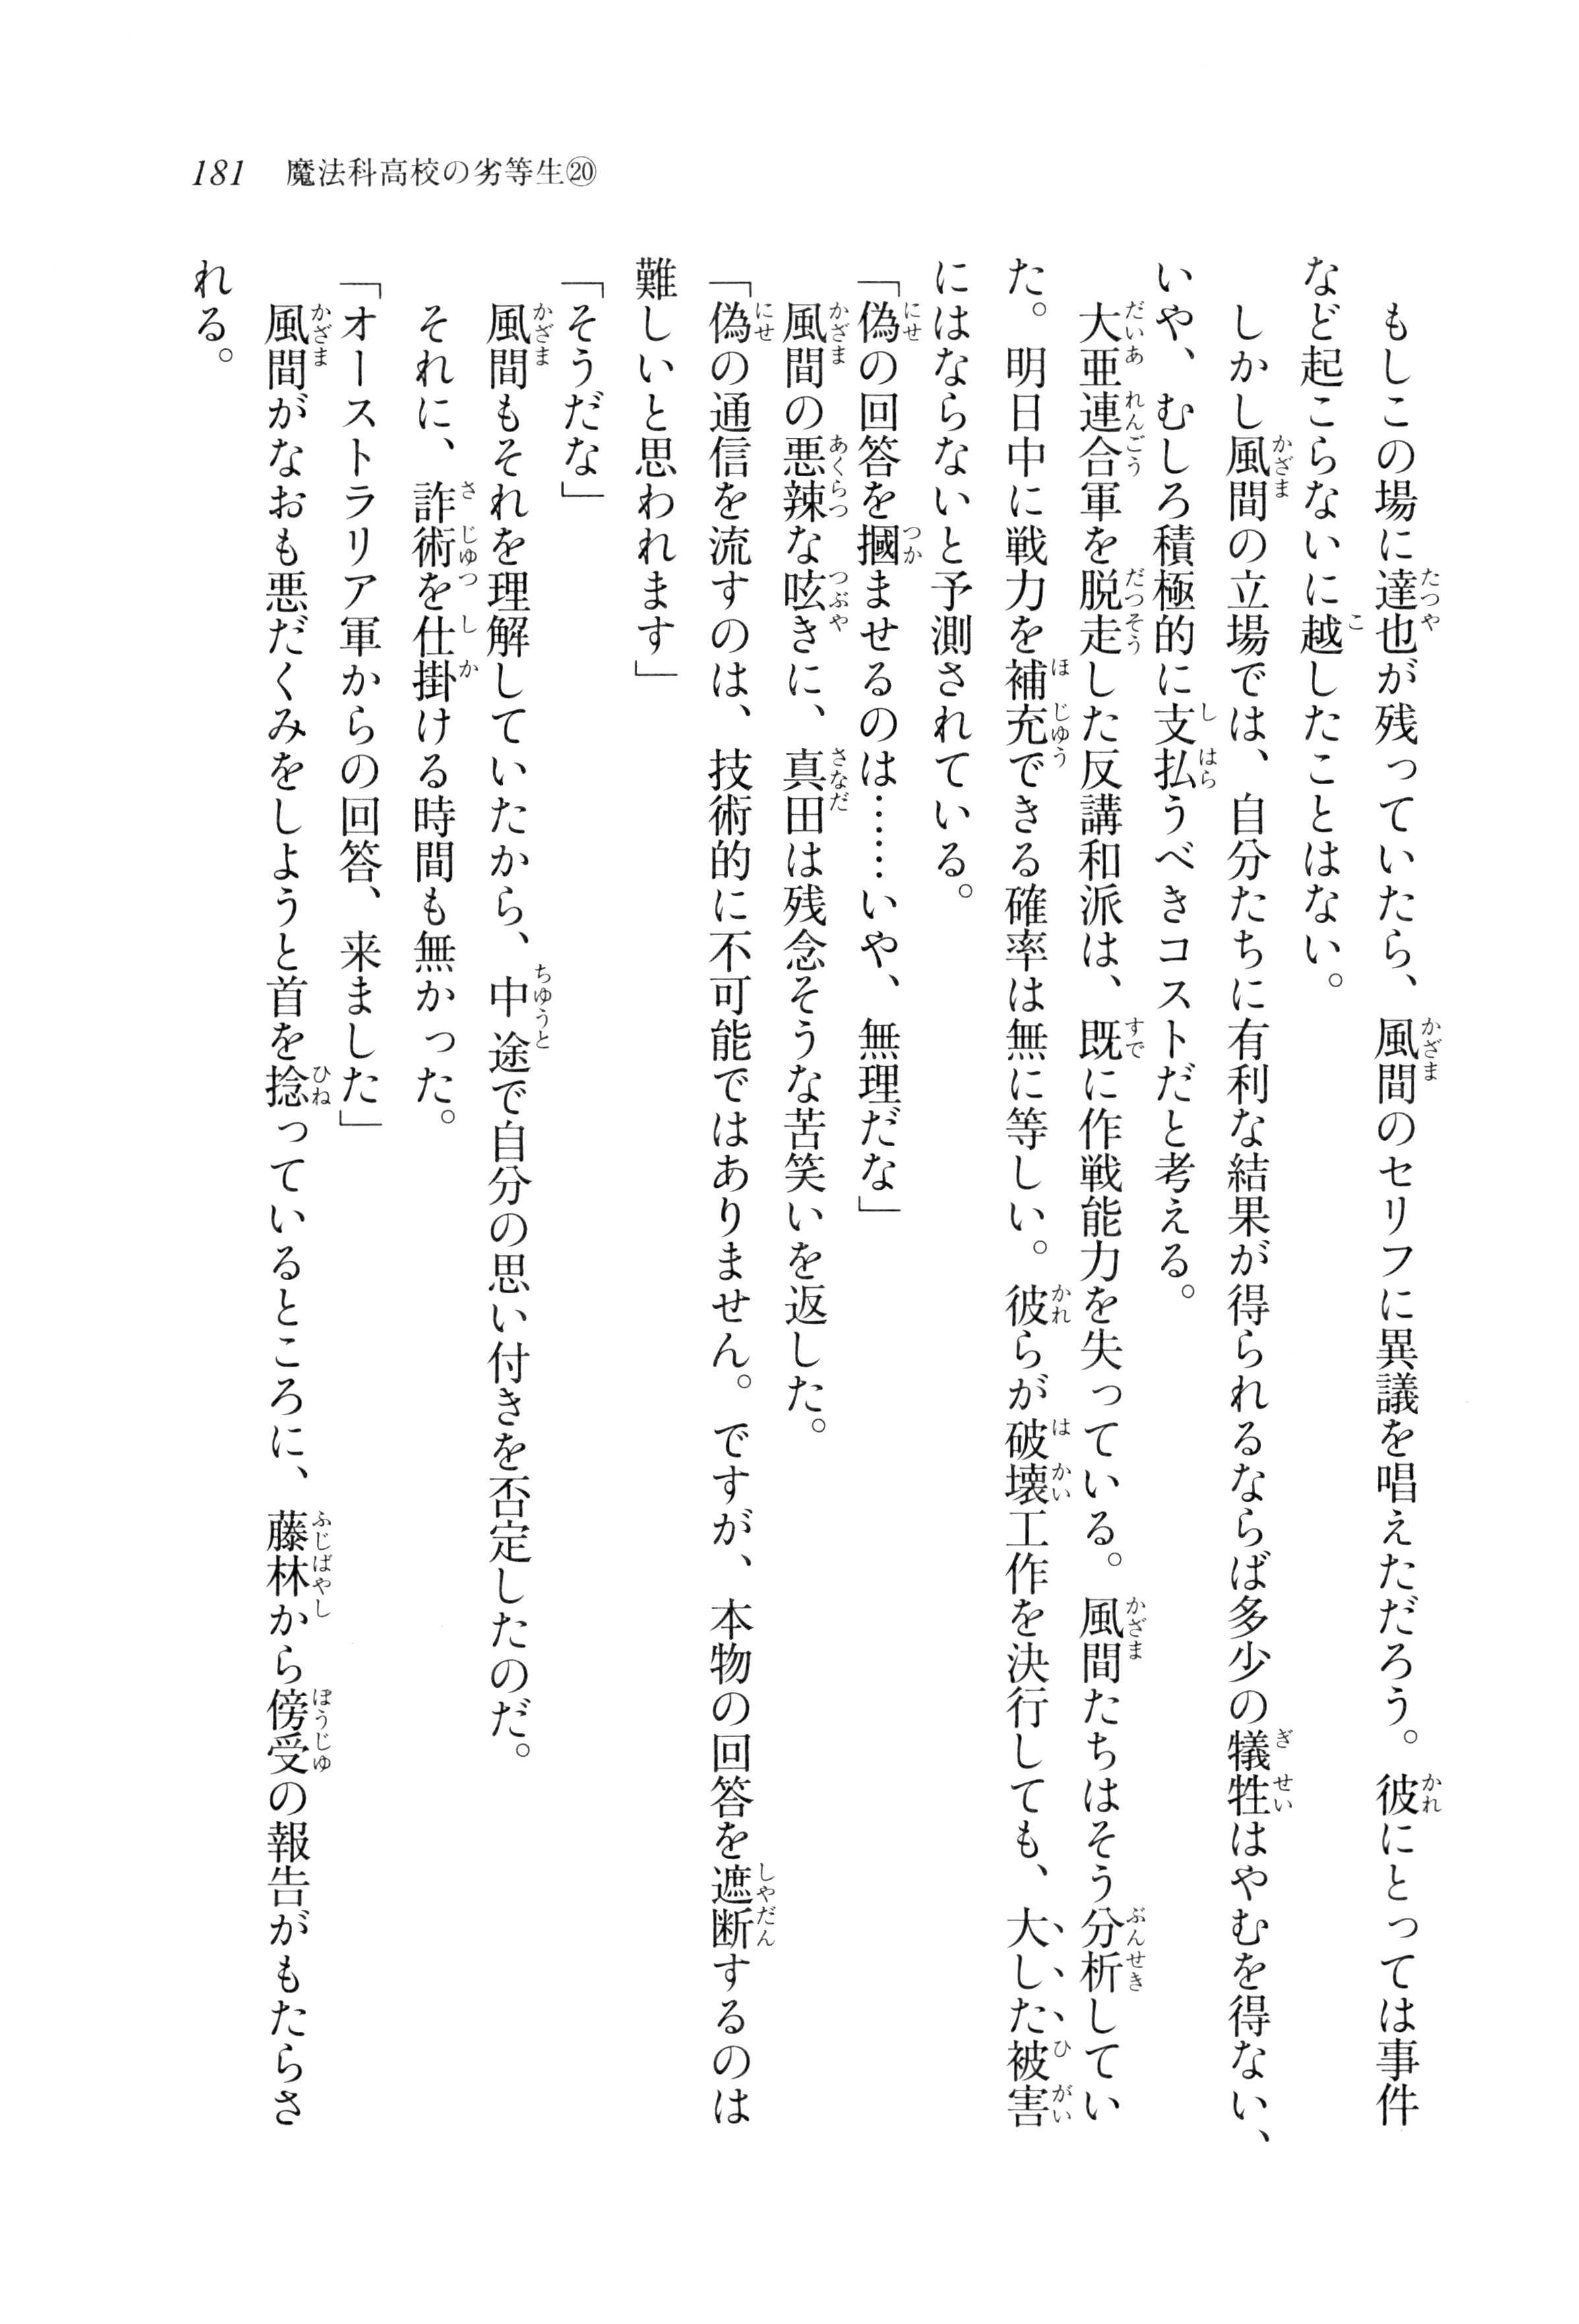 181 魔法科高校の劣等生⑳
もしこの場に達也が残っていたら、風間のセリフに異議を唱えただろう。彼にとっては事件
など起こらないに越したことはない。
しかし風間の立場では、自分たちに有利な結果が得られるならば多少の犠牲はやむを得ない、
いや、むしろ積極的に支払うべきコストだと考える。
大亜連合軍を脱走した反講和派は、既に作戦能力を失っている。風間たちはそう分析してい
た。明日中に戦力を補充できる確率は無に等しい。彼らが破壊工作を決行しても、大した被害
にはならないと予測されている。
「偽の回答を摑ませるのは……いや、無理だな」
風間の悪辣な呟きに、真田は残念そうな苦笑いを返した。
「偽の通信を流すのは、技術的に不可能ではありません。ですが、本物の回答を遮断するのは
難しいと思われます」
「そうだな」
風間もそれを理解していたから、中途で自分の思い付きを否定したのだ。
それに、詐術を仕掛ける時間も無かった。
「オーストラリア軍からの回答、来ました」
風間がなおも悪だくみをしようと首を捻っているところに、藤林から傍受の報告がもたらさ
れる。